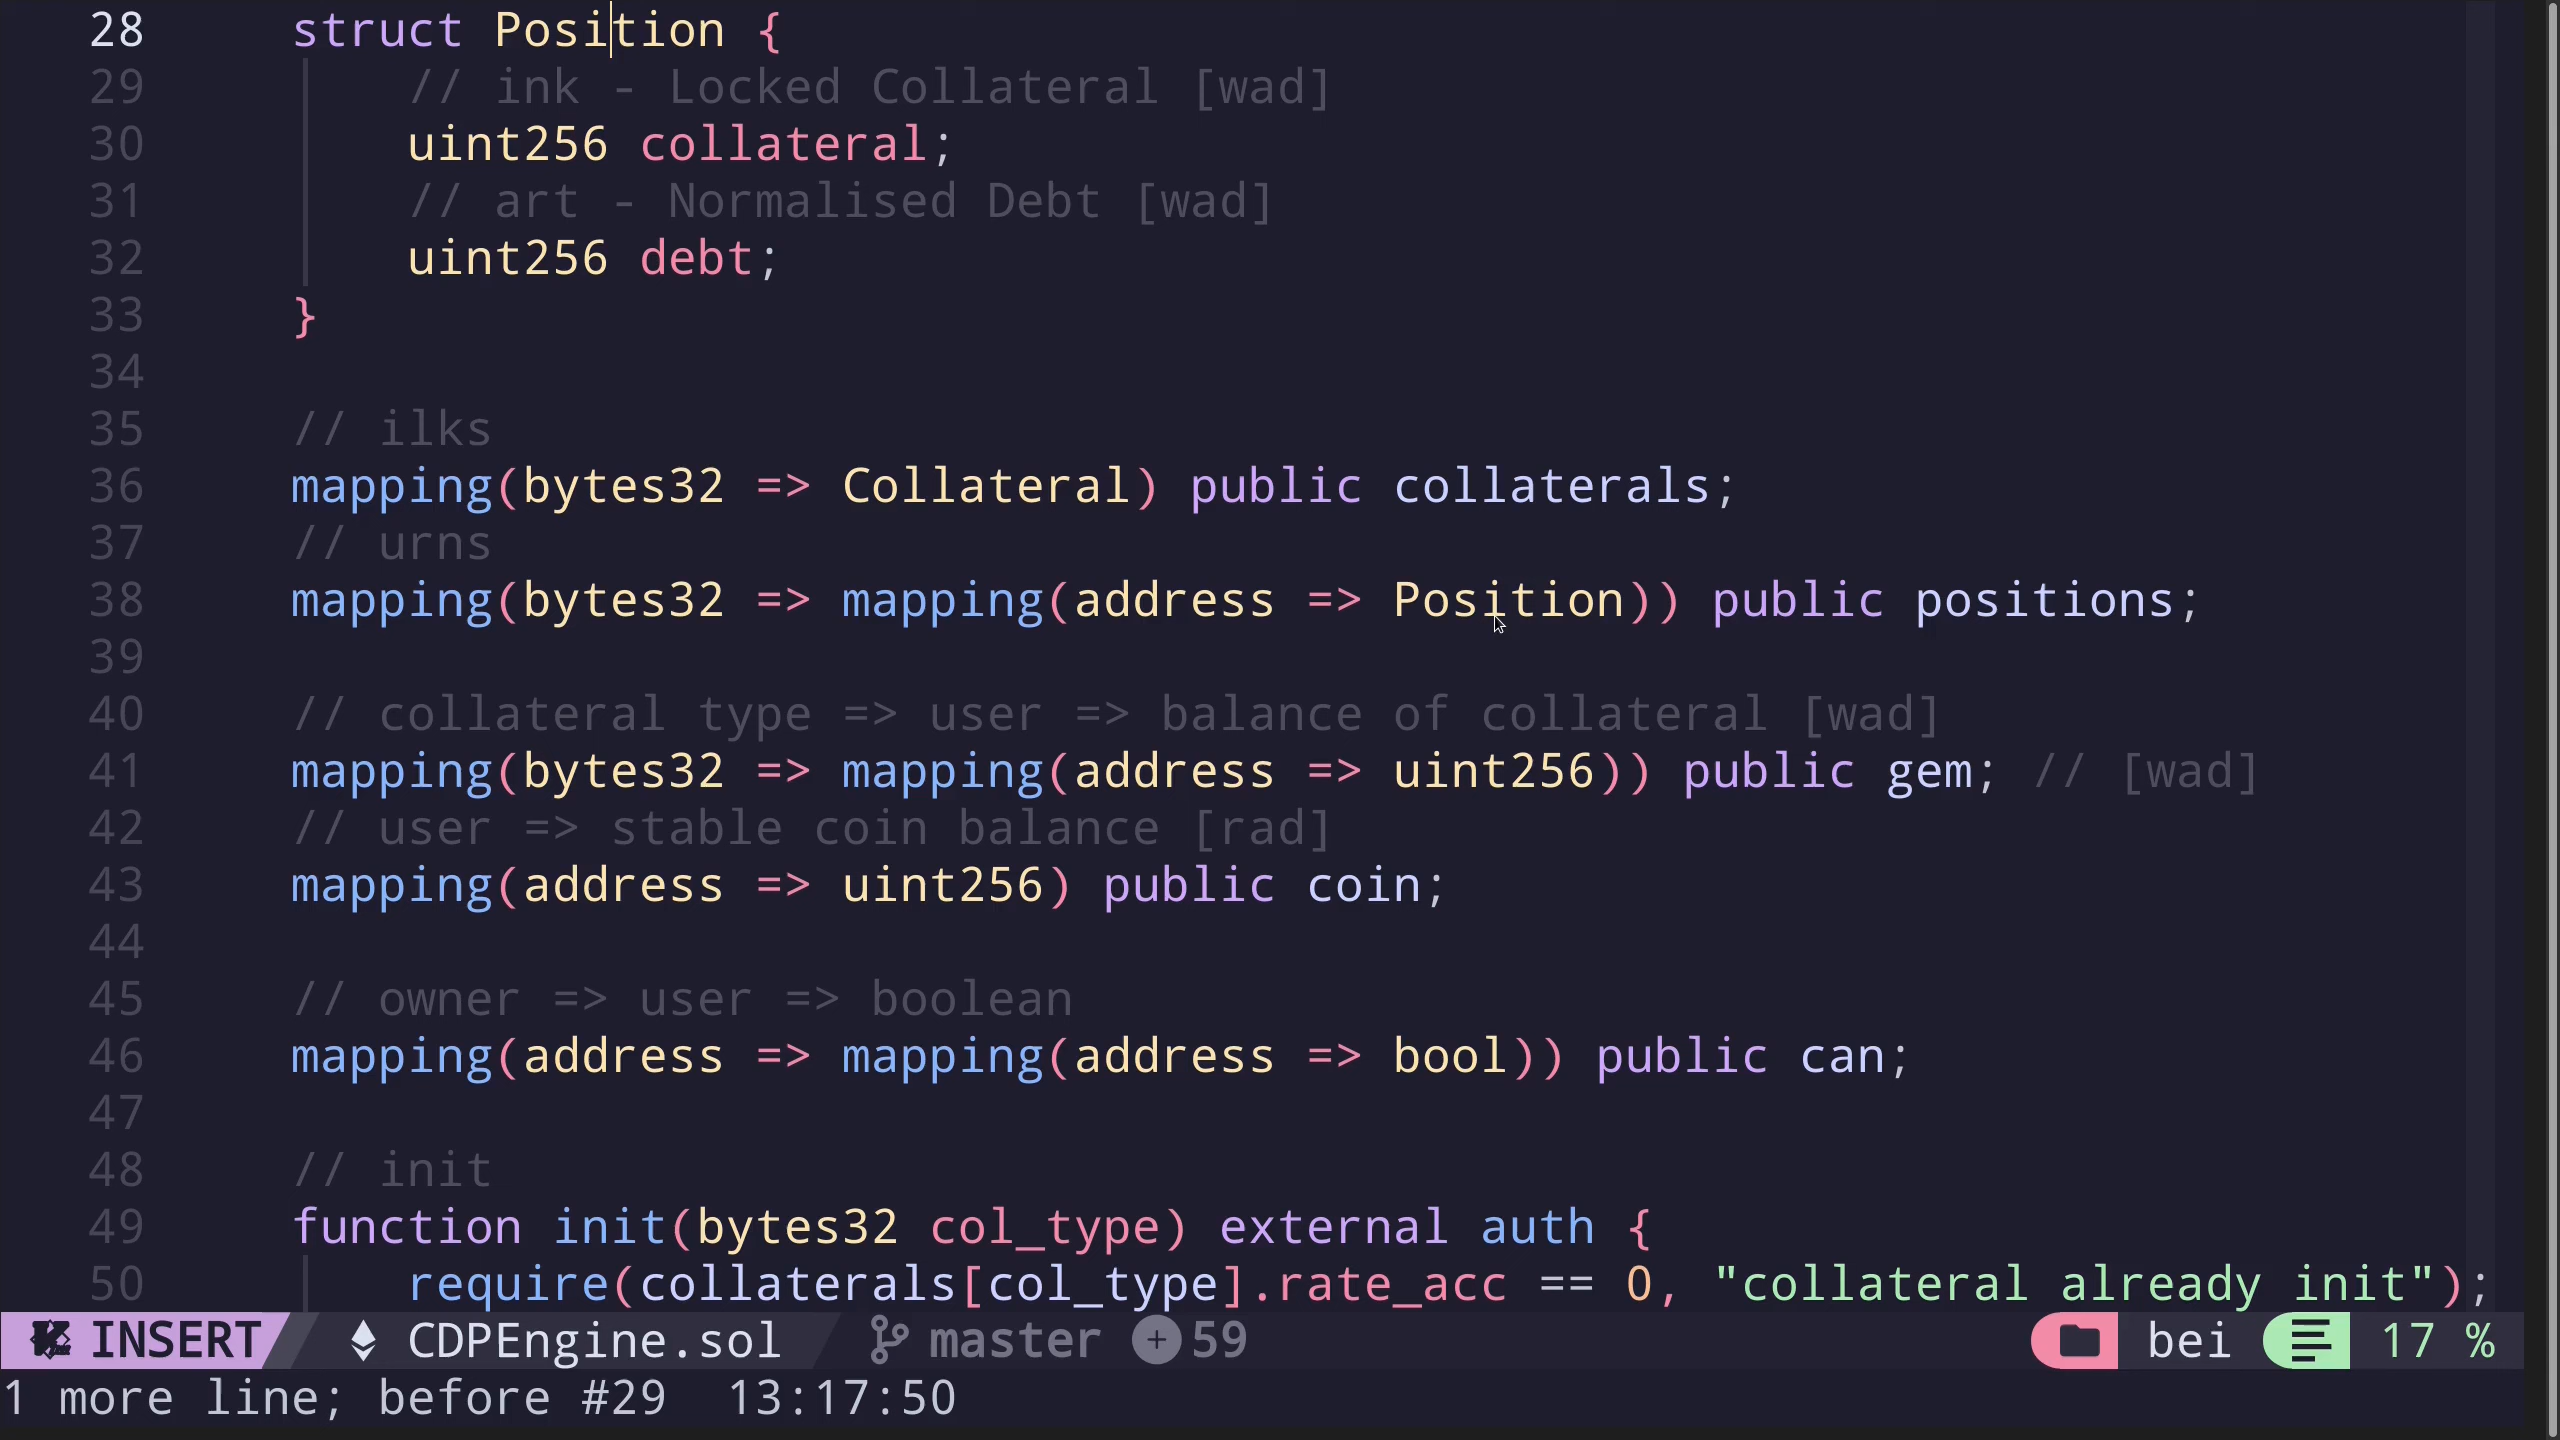 28 struct Position {
29 // ink - Locked Collateral [wad]
30 uint256 collateral;
31 // art - Normalised Debt [wad]
32 uint256 debt;
33 }
34
35 // ilks
36 mapping(bytes32 => Collateral) public collaterals;
37 // urns
38 mapping(bytes32 => mapping(address => Position)) public positions;
39
40 // collateral type => user => balance of collateral [wad]
41 mapping(bytes32 => mapping(address => uint256)) public gem; // [wad]
42 // user => stable coin balance [rad]
43 mapping(address => uint256) public coin;
44
45 // owner => user => boolean
46 mapping(address => mapping(address => bool)) public can;
47
48 // init
49 function init(bytes32 col_type) external auth {
50 require(collaterals[col_type].rate_acc == 0, "collateral already init");
INSERT CDPEngine.sol master + 59 bei 17 %
1 more line; before #29 13:17:50